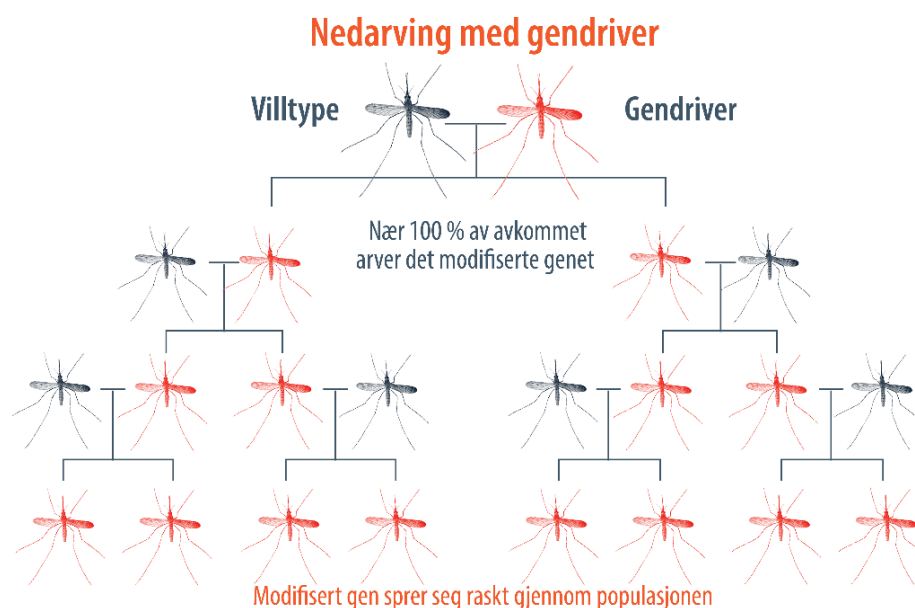 Nedarving med gendriver
Villtype
Gendriver
Nær 100 % av avkommet
arver det modifiserte genet
Modifisert gen sprer seg raskt gjennom populasjonen